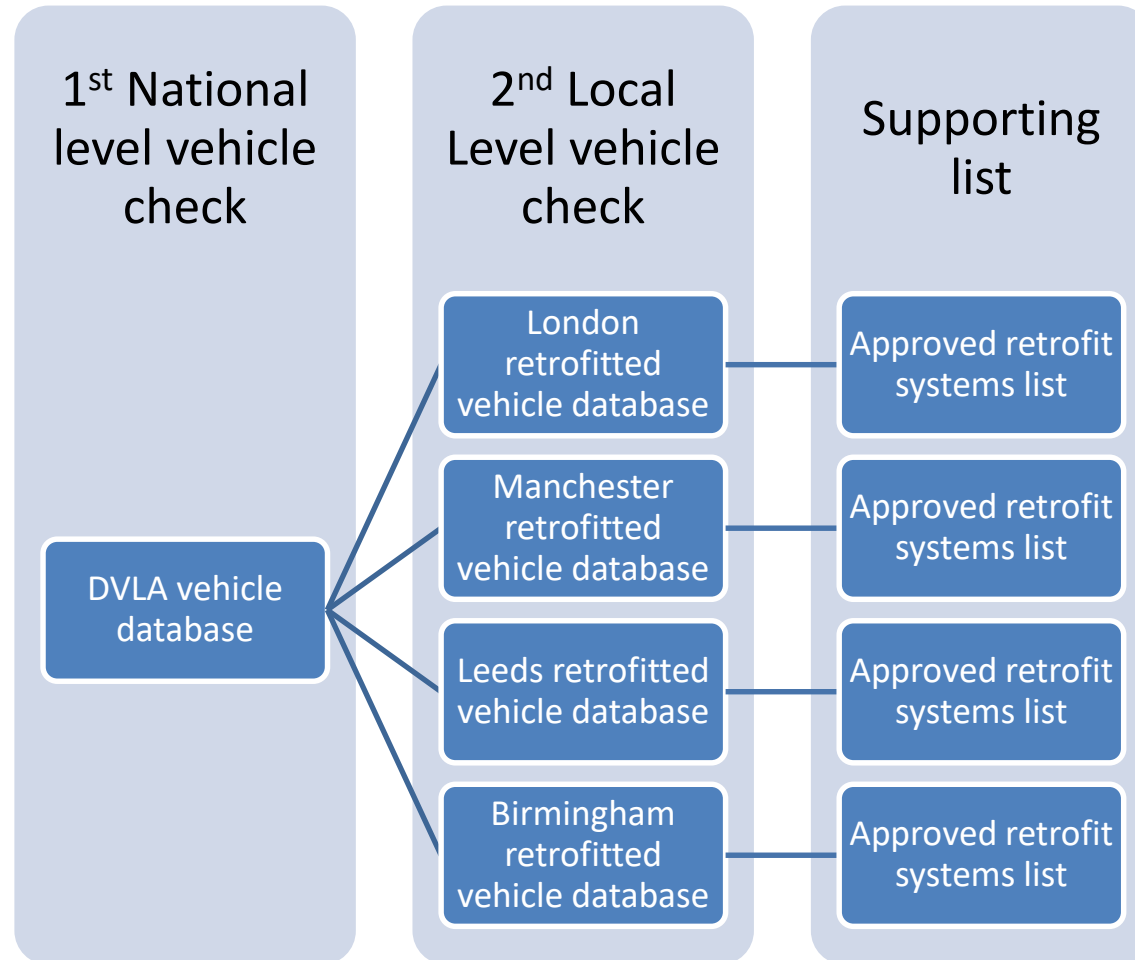 1st National
level vehicle
check
2nd Local
Level vehicle
check
Supporting
list
DVLA vehicle
database
London
retrofitted
vehicle database
Manchester
retrofitted
vehicle database
Leeds retrofitted
vehicle database
Birmingham
retrofitted
vehicle database
Approved retrofit
systems list
Approved retrofit
systems list
Approved retrofit
systems list
Approved retrofit
systems list